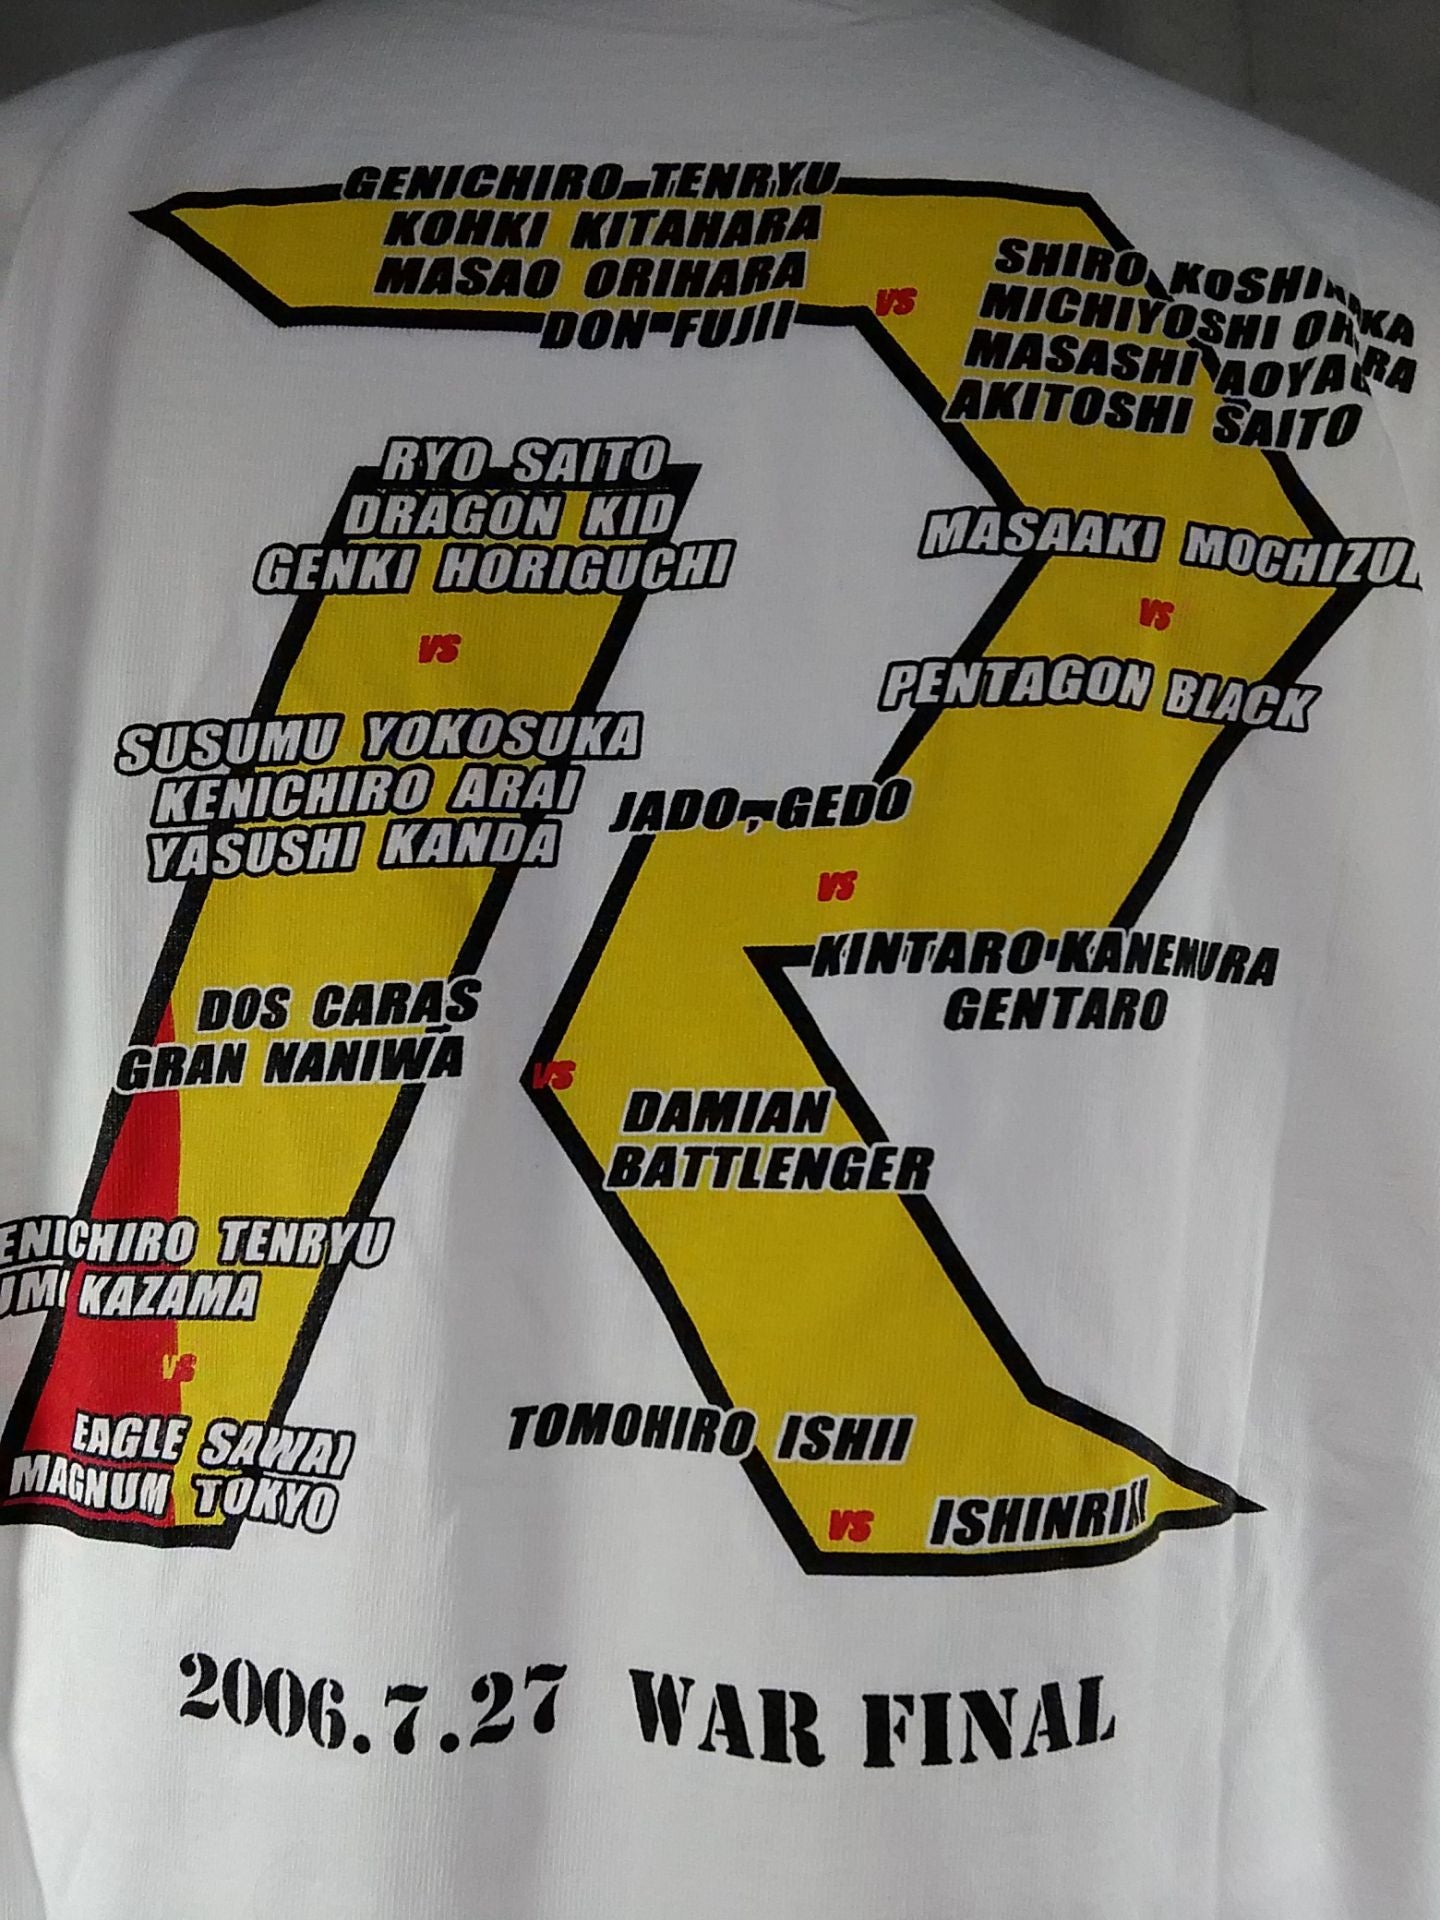 GENICHIRO TENRYU
KOHKI KITAHARA
MASAO ORIHARA
DON FUJII
VS
SHIRO
MICHIYOSHI
MASASHI
AKITOSHI SAITO
MASAAKI
VS
PENTAGON BLACK
RYO SAITO
DRAGON KID
GENKI HORIGUCHI
VS
SUSUMU YOKOSUKA
KENICHIRO ARAI
YASUSHI KANDA
JADO, GEDO
VS
KINTARO KANEMURA
GENTARO
DOS CARAS
GRAN NANIWA
VS
DAMIAN
BATTLENGER
TENRYU
KAZAMA
VS
EAGLE SAWAI
MAGNUM TOKYO
TOMOHIRO ISHII
VS
ISHINRIKI
2006.7.27 WAR FINAL